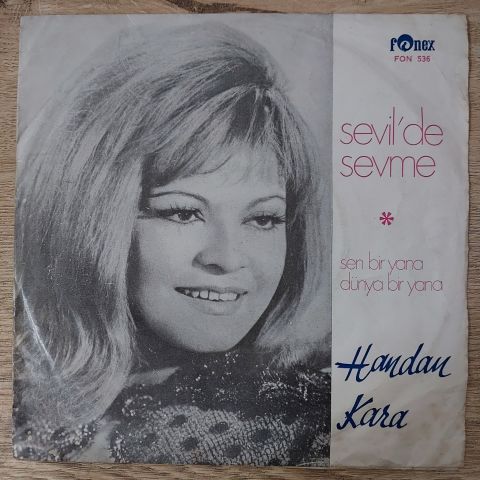 fonex
FON 536
sevil'de
sevme
*
sen bir yana
dünya bir yana
Handan
Kara